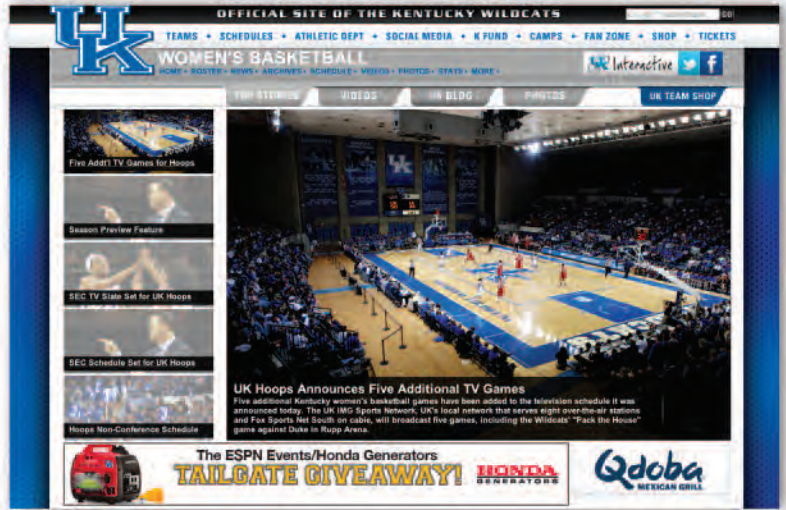 OFFICIAL SITE OF THE KENTUCKY WILDCATS
GO!
UK
TEAMS • SCHEDULES • ATHLETIC DEPT • SOCIAL MEDIA • K FUND • CAMPS • FAN ZONE • SHOP • TICKETS
WOMEN'S BASKETBALL
HOME • ROSTER • NEWS • ARCHIVES • SCHEDULE • VIDEOS • PHOTOS • STATS • MORE •
UK Interactive
TOP STORIES
VIDEOS
UK BLOG
PHOTOS
UK TEAM SHOP
Five Addt'l TV Games for Hoops
Season Preview Feature
SEC TV Slate Set for UK Hoops
SEC Schedule Set for UK Hoops
Hoops Non-Conference Schedule
UK Hoops Announces Five Additional TV Games
Five additional Kentucky women's basketball games have been added to the television schedule it was
announced today. The UK IMG Sports Network, UK's local network that serves eight over-the-air stations
and Fox Sports Net South on cable, will broadcast five games, including the Wildcats' "Pack the House"
game against Duke in Rupp Arena.
The ESPN Events/Honda Generators
TAILGATE GIVEAWAY!
HONDA
GENERATORS
Qdoba
MEXICAN GRILL